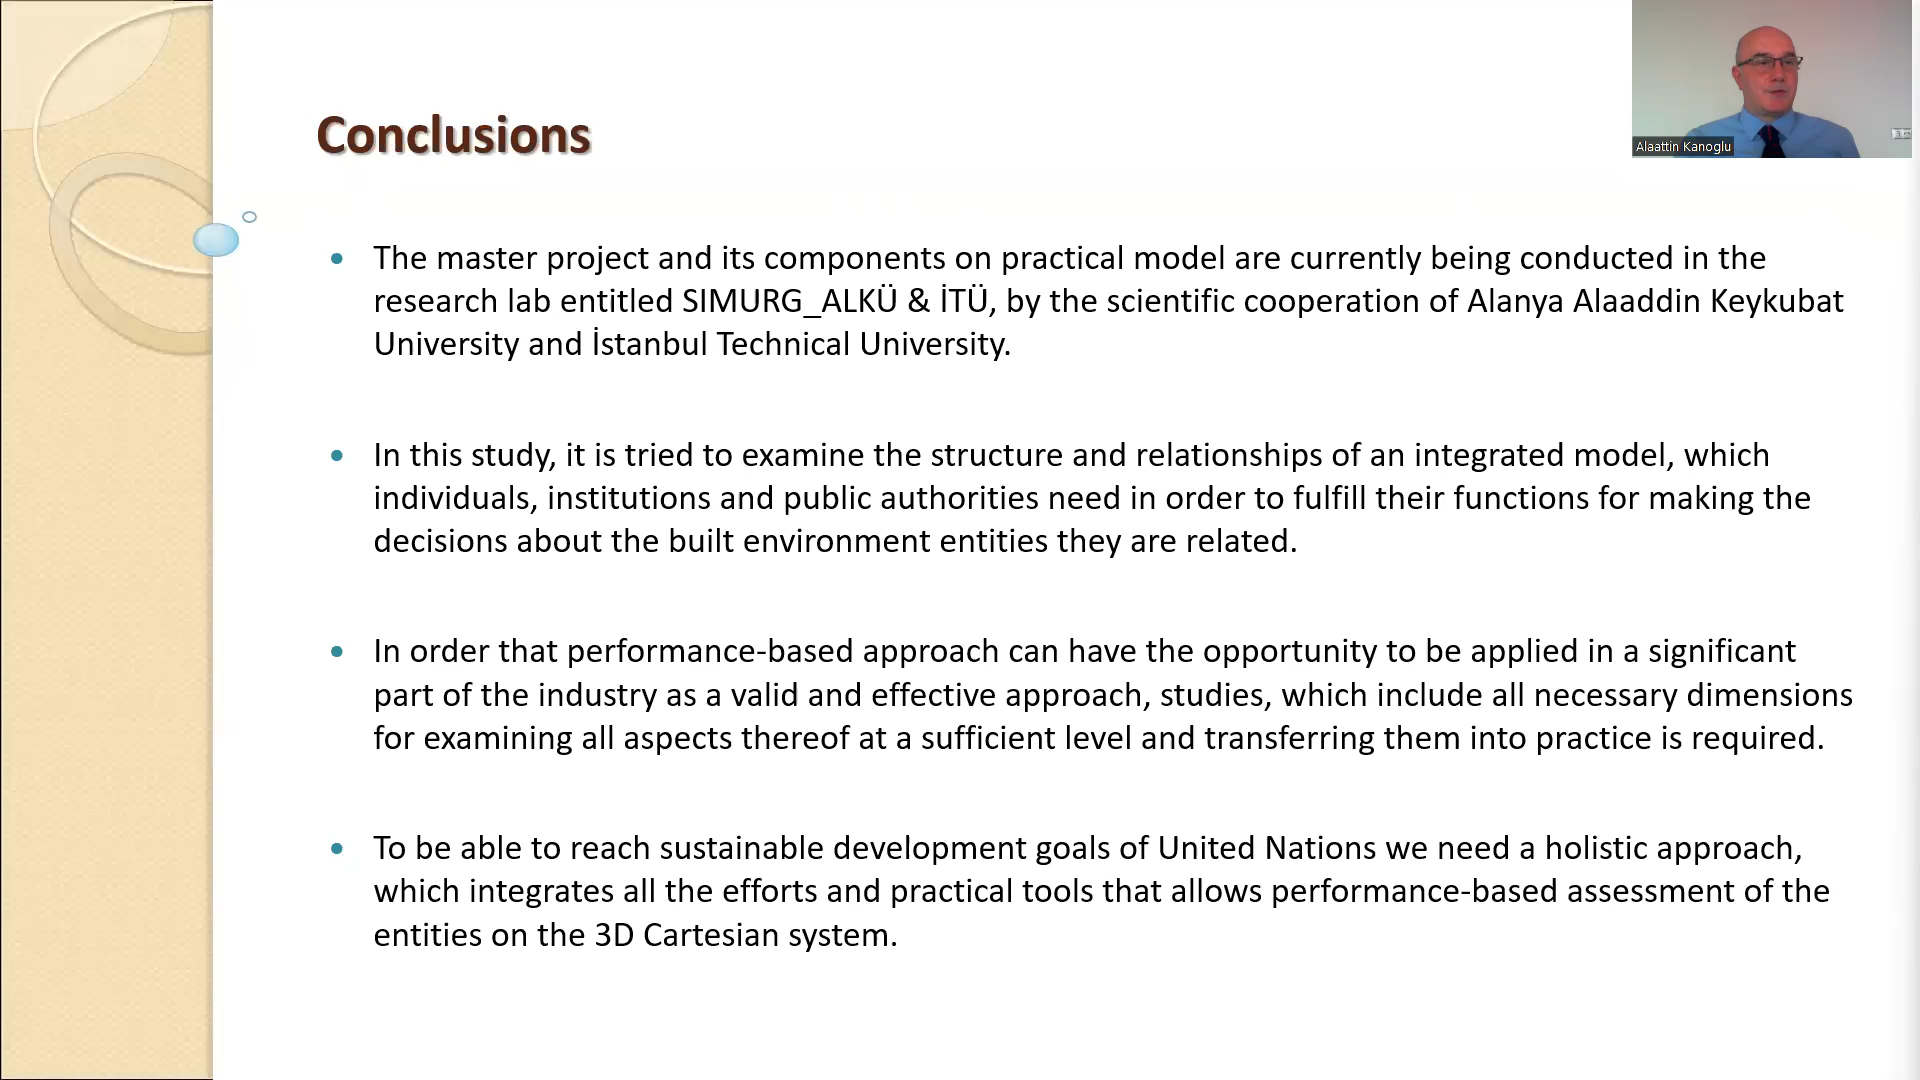 Conclusions
Alaattin Kanoglu
• The master project and its components on practical model are currently being conducted in the
research lab entitled SIMURG_ALKÜ & İTÜ, by the scientific cooperation of Alanya Alaaddin Keykubat
University and İstanbul Technical University.
• In this study, it is tried to examine the structure and relationships of an integrated model, which
individuals, institutions and public authorities need in order to fulfill their functions for making the
decisions about the built environment entities they are related.
• In order that performance-based approach can have the opportunity to be applied in a significant
part of the industry as a valid and effective approach, studies, which include all necessary dimensions
for examining all aspects thereof at a sufficient level and transferring them into practice is required.
• To be able to reach sustainable development goals of United Nations we need a holistic approach,
which integrates all the efforts and practical tools that allows performance-based assessment of the
entities on the 3D Cartesian system.